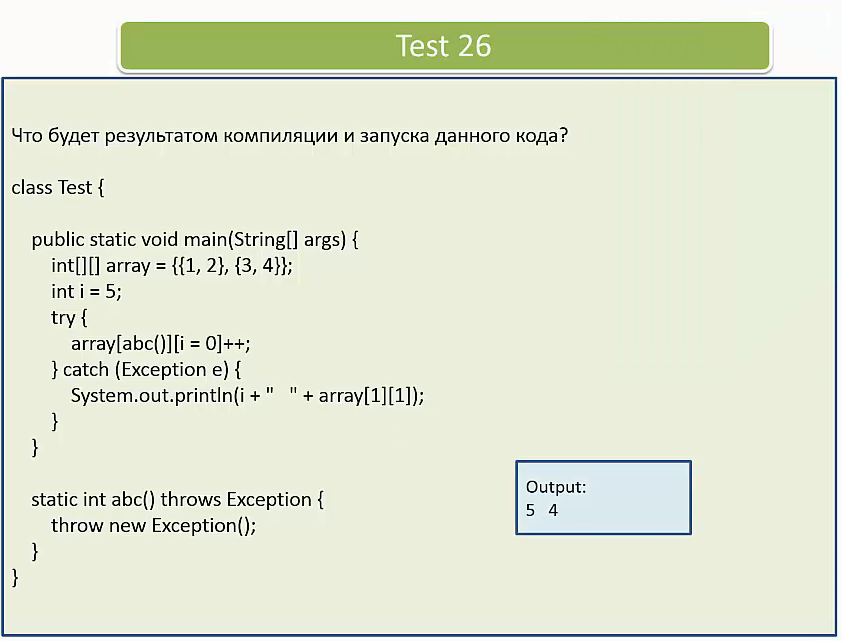 Test 26
Что будет результатом компиляции и запуска данного кода?
class Test {
public static void main(String[] args) {
int[][] array = {{1, 2}, {3, 4}};
int i = 5;
try {
array[abc()][i = 0]++;
} catch (Exception e) {
System.out.println(i + "   " + array[1][1]);
}
}
static int abc() throws Exception {
throw new Exception();
}
}
Output:
5   4